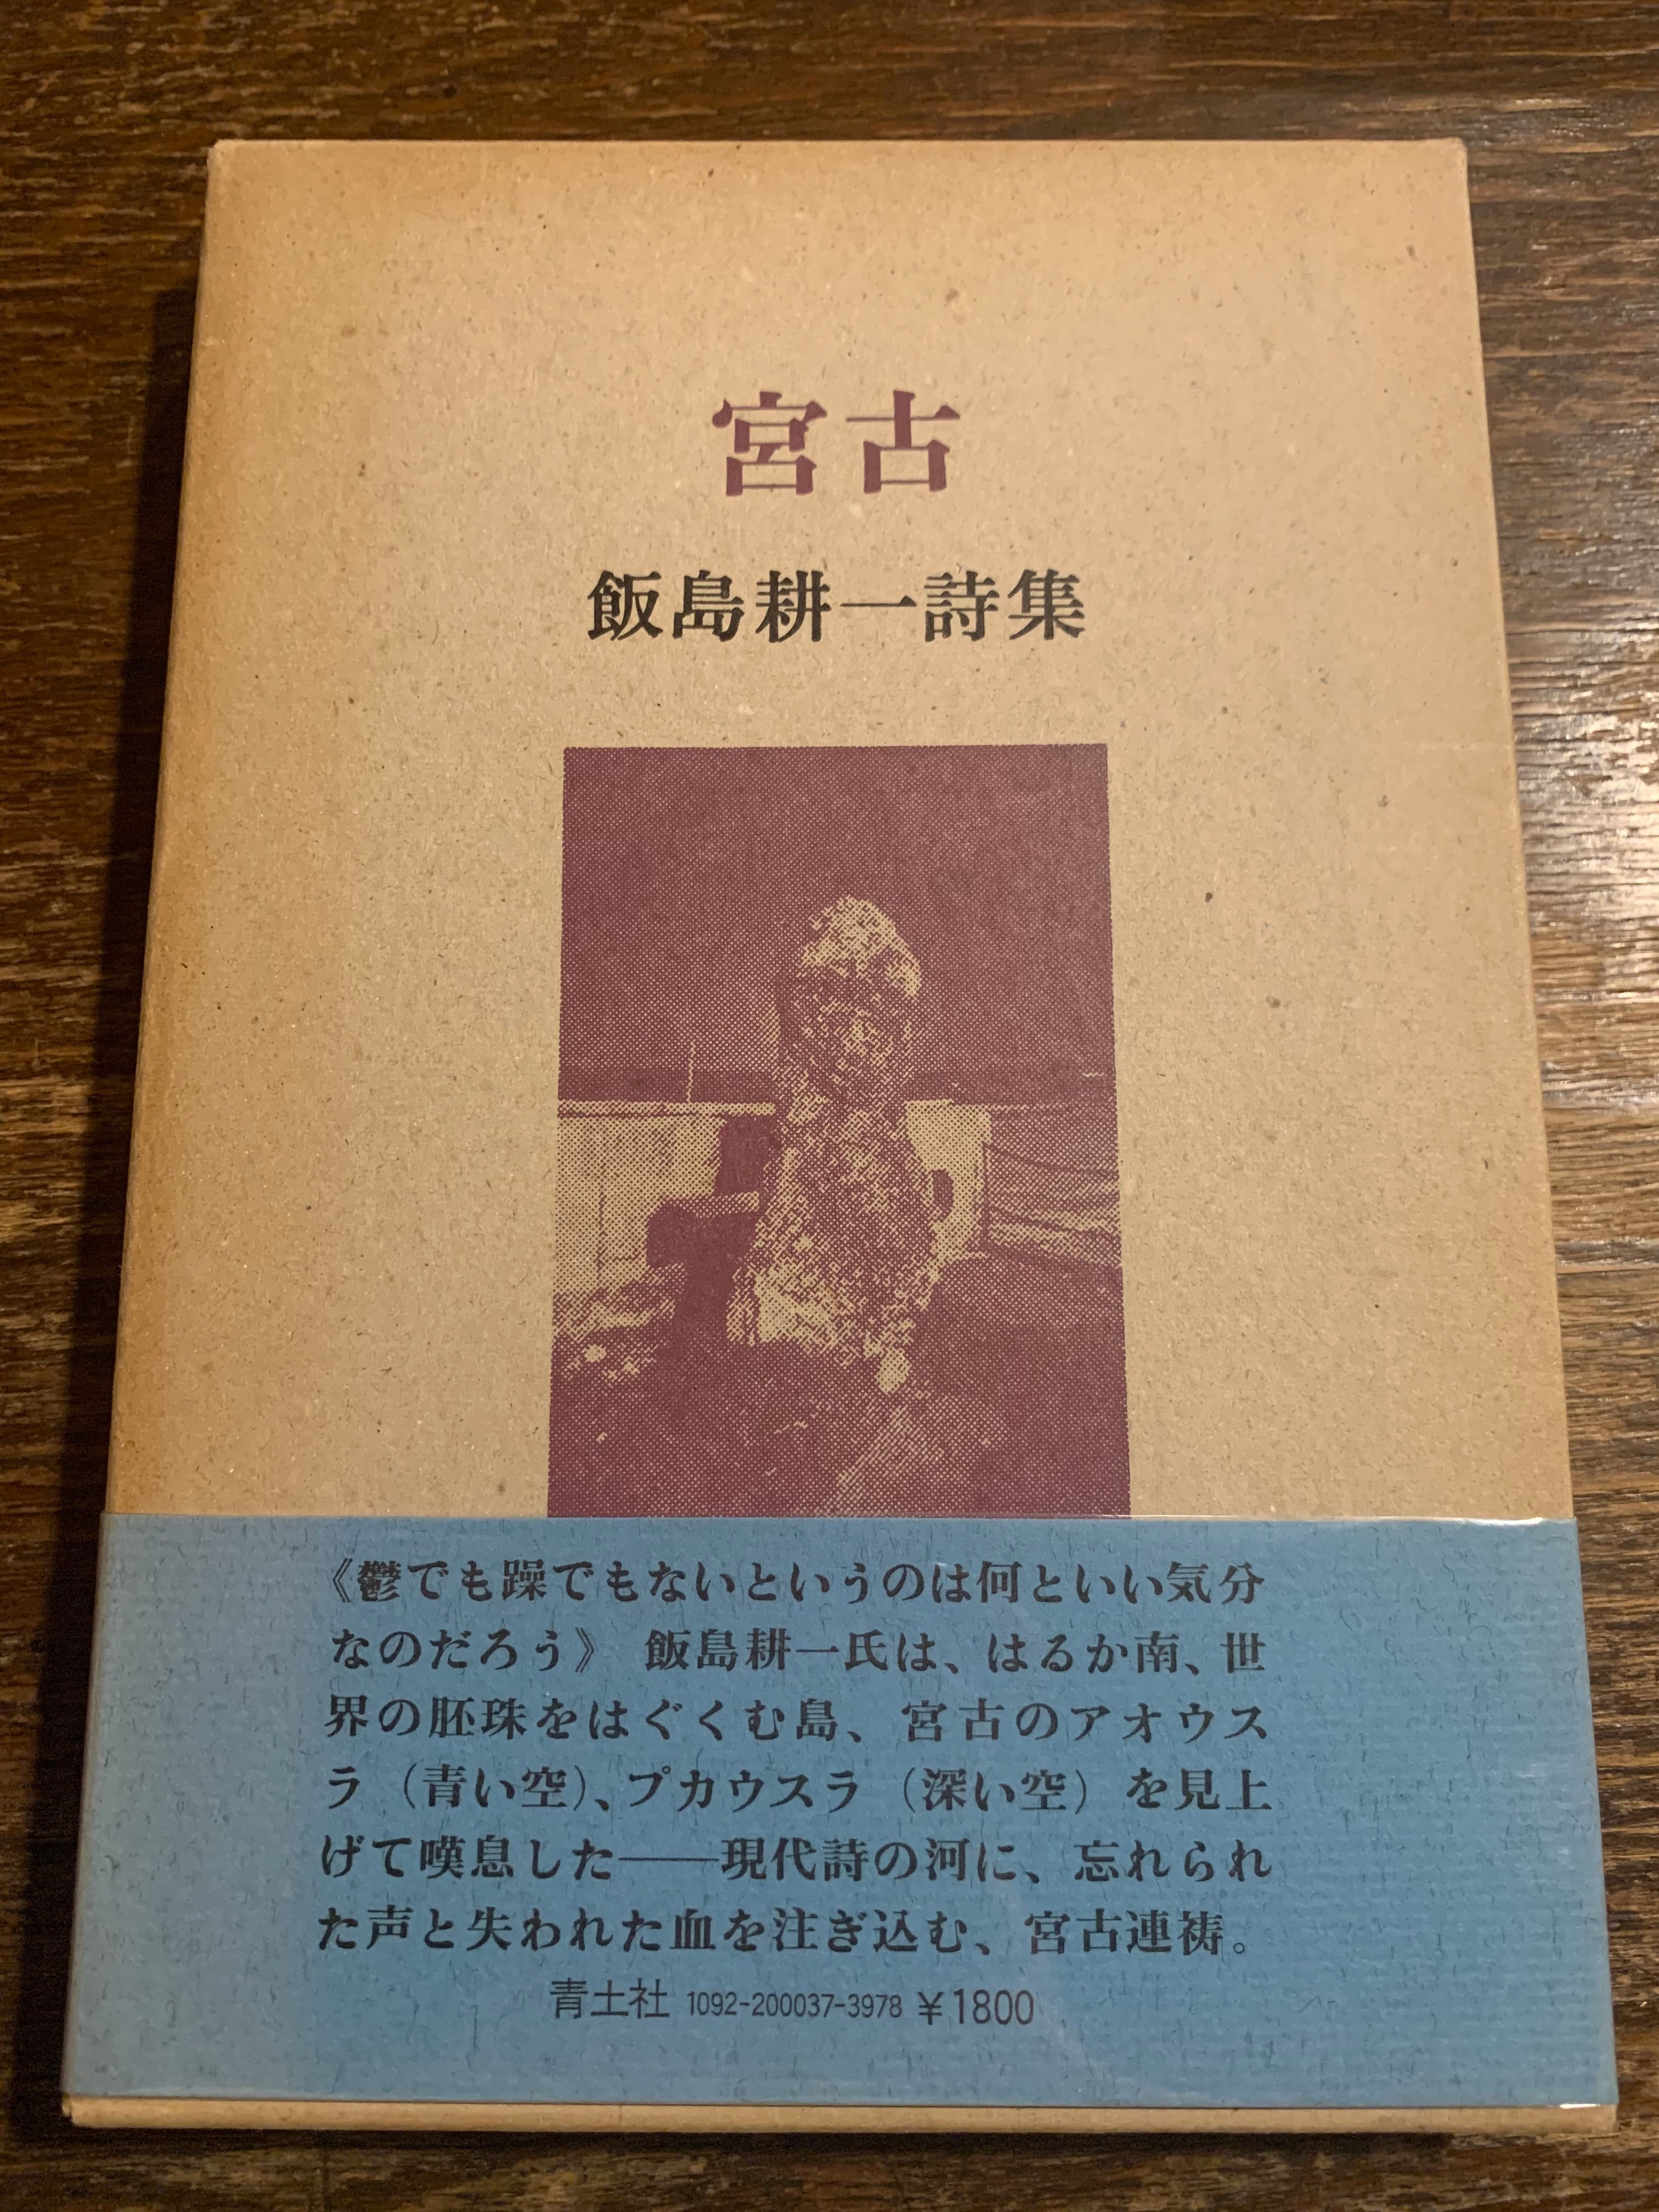 宮古
飯島耕一詩集
《鬱でも躁でもないというのは何といい気分
なのだろう》 飯島耕一氏は、はるか南、世
界の胚珠をはぐくむ島、宮古のアオウス
ラ（青い空）、プカウスラ（深い空）を見上
げて嘆息した――現代詩の河に、忘れられ
た声と失われた血を注ぎ込む、宮古連祷。
青土社 1092-200037-3978 ¥1800